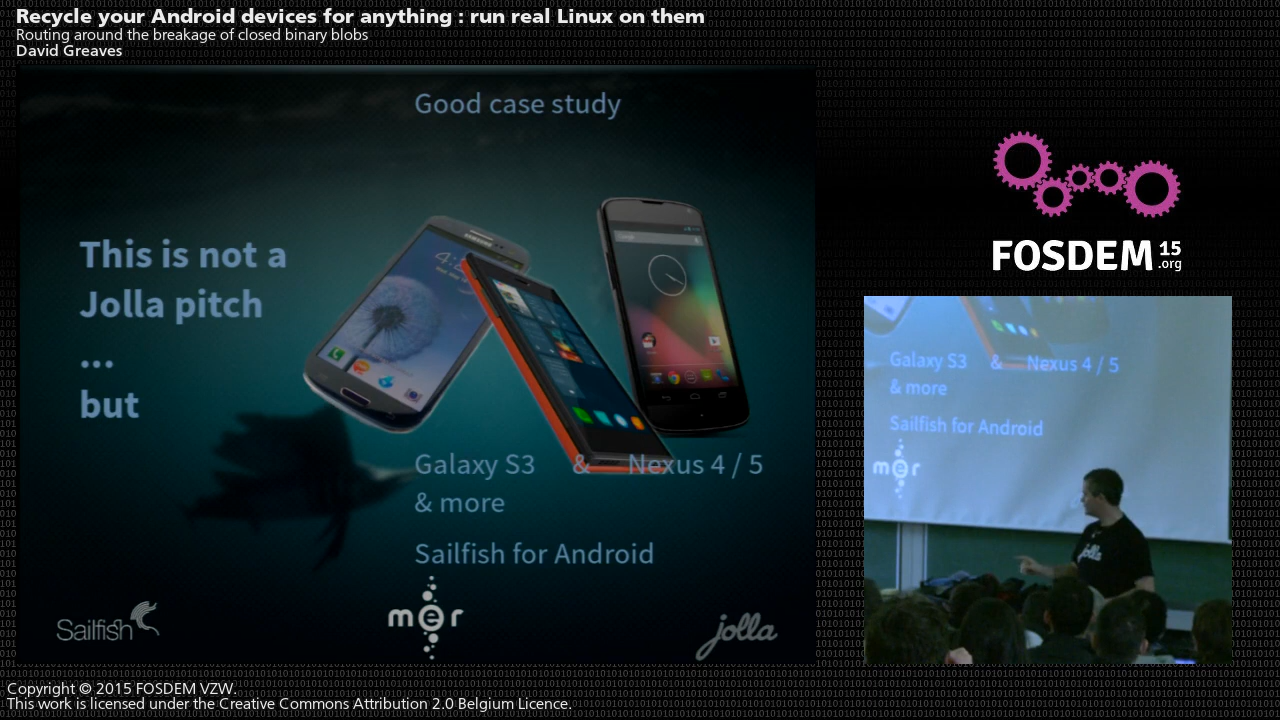 Recycle your Android devices for anything : run real Linux on them
Routing around the breakage of closed binary blobs
David Greaves
Good case study
This is not a
Jolla pitch
...
but
Galaxy S3 & Nexus 4 / 5
& more
Sailfish for Android
Sailfish
mer
jolla
FOSDEM 15
.org
Galaxy S3 & Nexus 4 / 5
& more
Sailfish for Android
mer
jolla
Copyright © 2015 FOSDEM VZW.
This work is licensed under the Creative Commons Attribution 2.0 Belgium Licence.